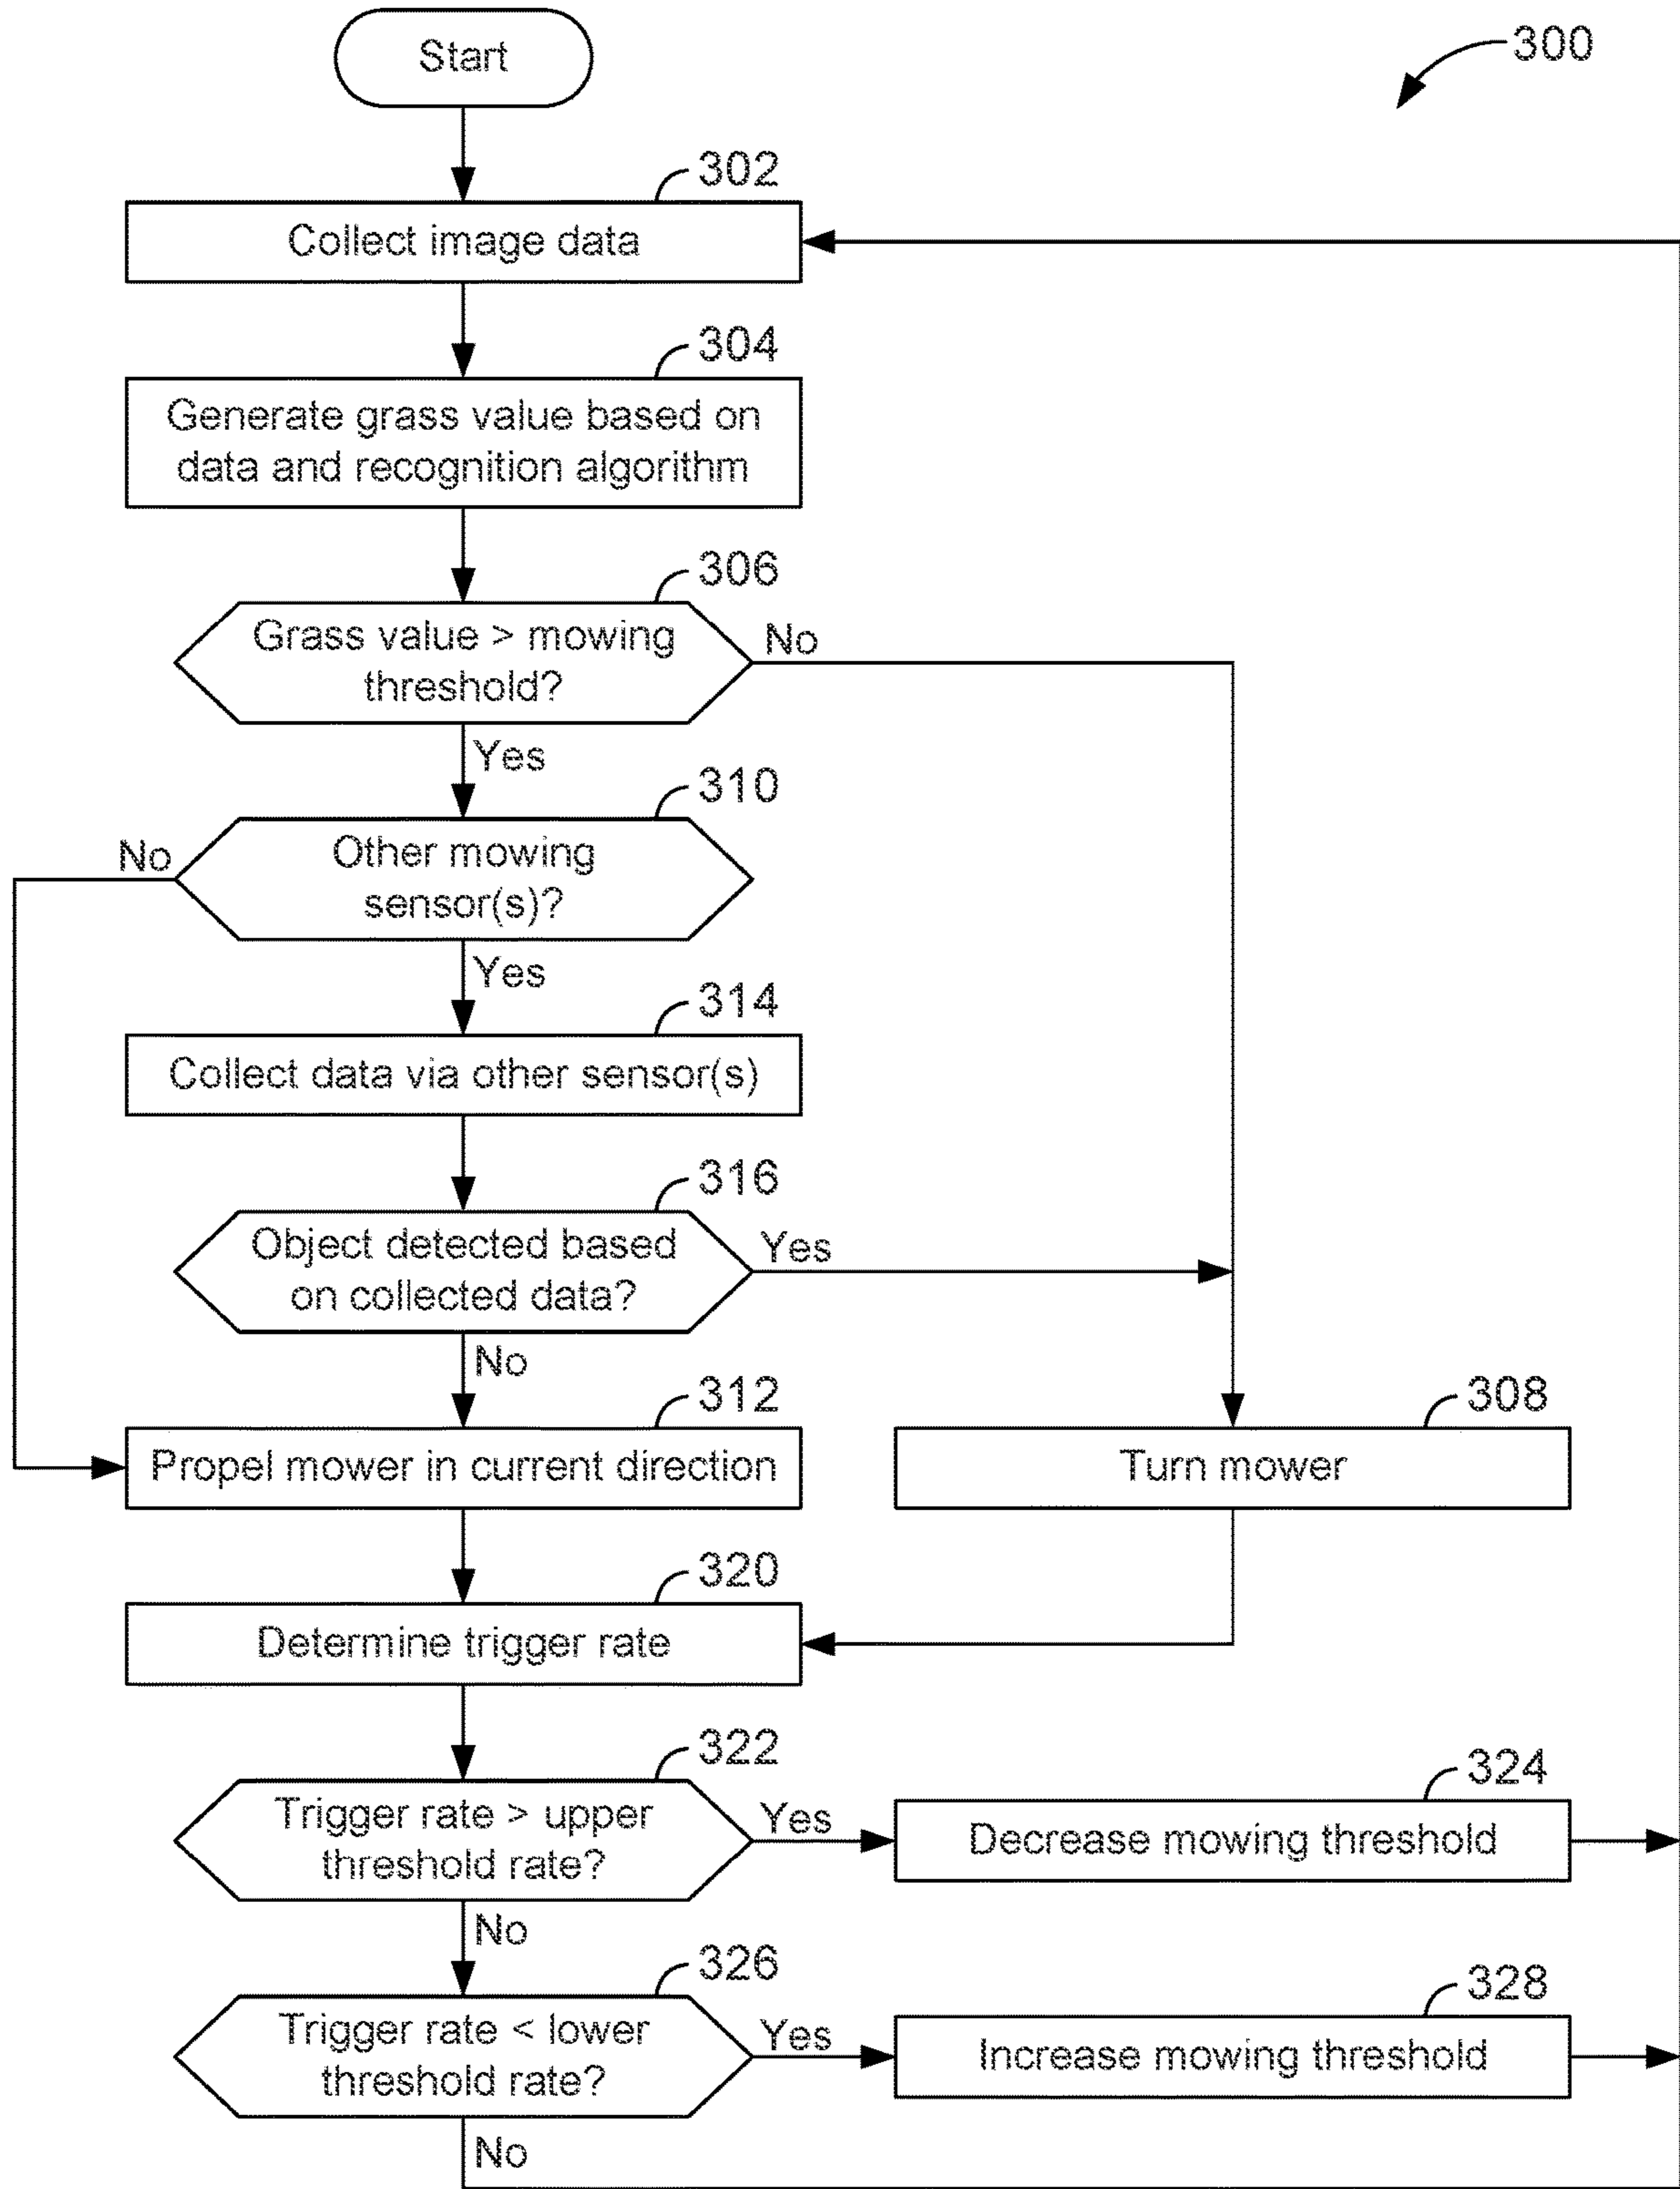 Start
300
302
Collect image data
304
Generate grass value based on
data and recognition algorithm
306
Grass value > mowing
threshold?
No
Yes
310
Other mowing
sensor(s)?
No
Yes
314
Collect data via other sensor(s)
316
Object detected based
on collected data?
Yes
No
312
Propel mower in current direction
308
Turn mower
320
Determine trigger rate
322
Trigger rate > upper
threshold rate?
Yes
324
Decrease mowing threshold
No
326
Trigger rate < lower
threshold rate?
Yes
328
Increase mowing threshold
No